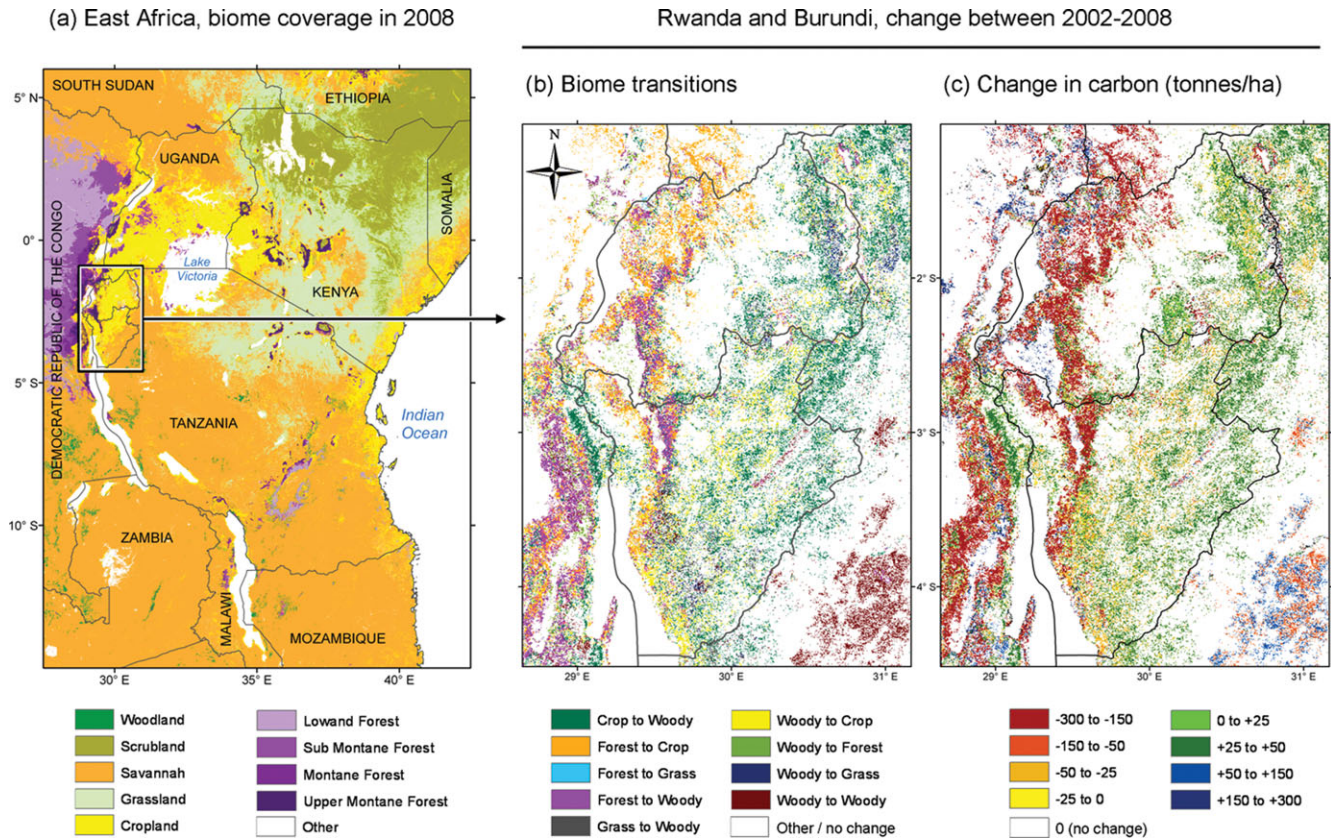 (a) East Africa, biome coverage in 2008
Rwanda and Burundi, change between 2002-2008
(b) Biome transitions
(c) Change in carbon (tonnes/ha)
SOUTH SUDAN
5° N
ETHIOPIA
UGANDA
SOMALIA
DEMOCRATIC REPUBLIC OF THE CONGO
0°
Lake
Victoria
KENYA
5° S
TANZANIA
Indian
Ocean
10° S
ZAMBIA
MALAWI
MOZAMBIQUE
30° E
35° E
40° E
N
29° E
30° E
31° E
2° S
3° S
4° S
29° E
30° E
31° E
Woodland
Scrubland
Savannah
Grassland
Cropland
Lowand Forest
Sub Montane Forest
Montane Forest
Upper Montane Forest
Other
Crop to Woody
Forest to Crop
Forest to Grass
Forest to Woody
Grass to Woody
Woody to Crop
Woody to Forest
Woody to Grass
Woody to Woody
Other / no change
-300 to -150
-150 to -50
-50 to -25
-25 to 0
0 (no change)
0 to +25
+25 to +50
+50 to +150
+150 to +300